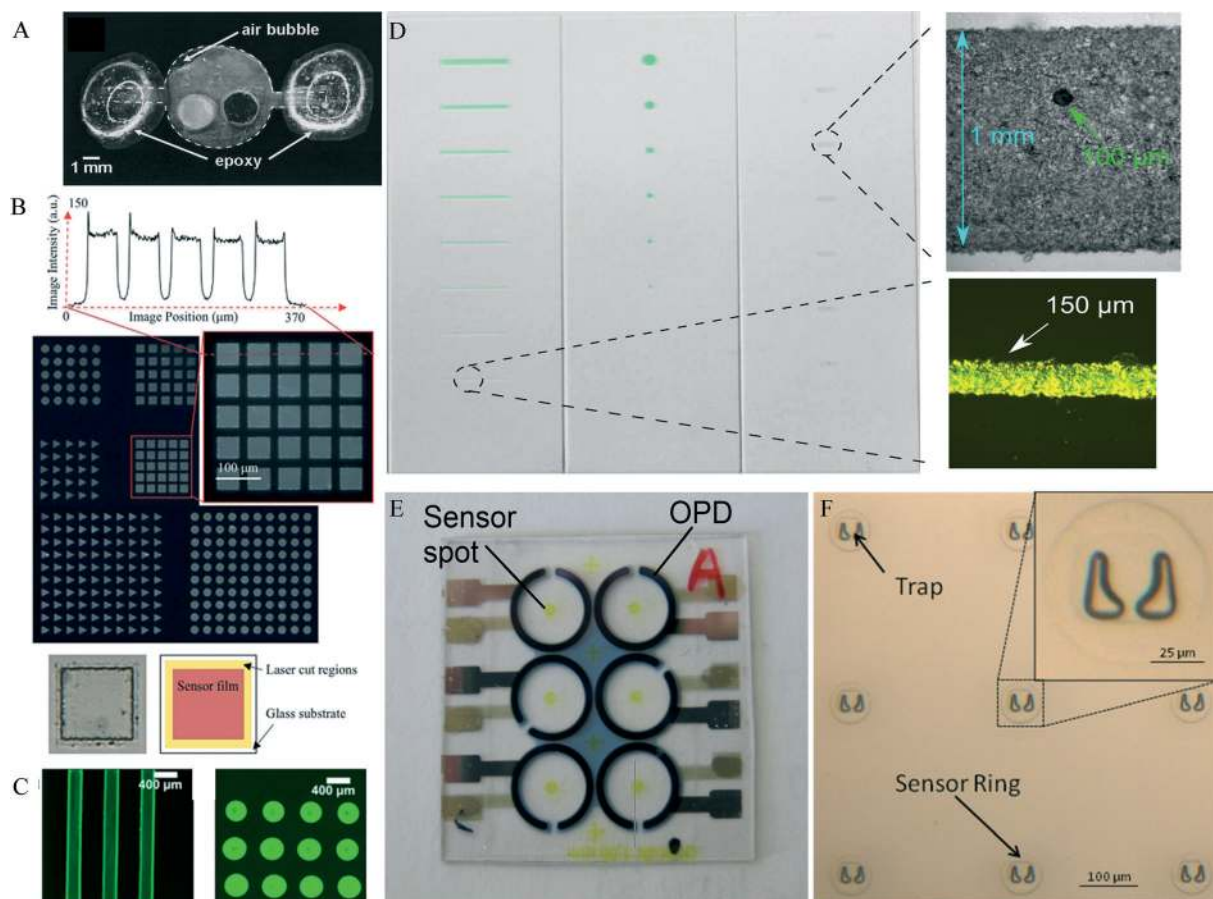 A
air bubble
epoxy
1 mm
B
150
Image Intensity (a.u.)
0
Image Position (µm)
370
100 µm
Laser cut regions
Sensor film
Glass substrate
C
400 µm
400 µm
D
1 mm
100 µm
150 µm
E
Sensor
spot
OPD
A
F
Trap
25 µm
Sensor Ring
100 µm